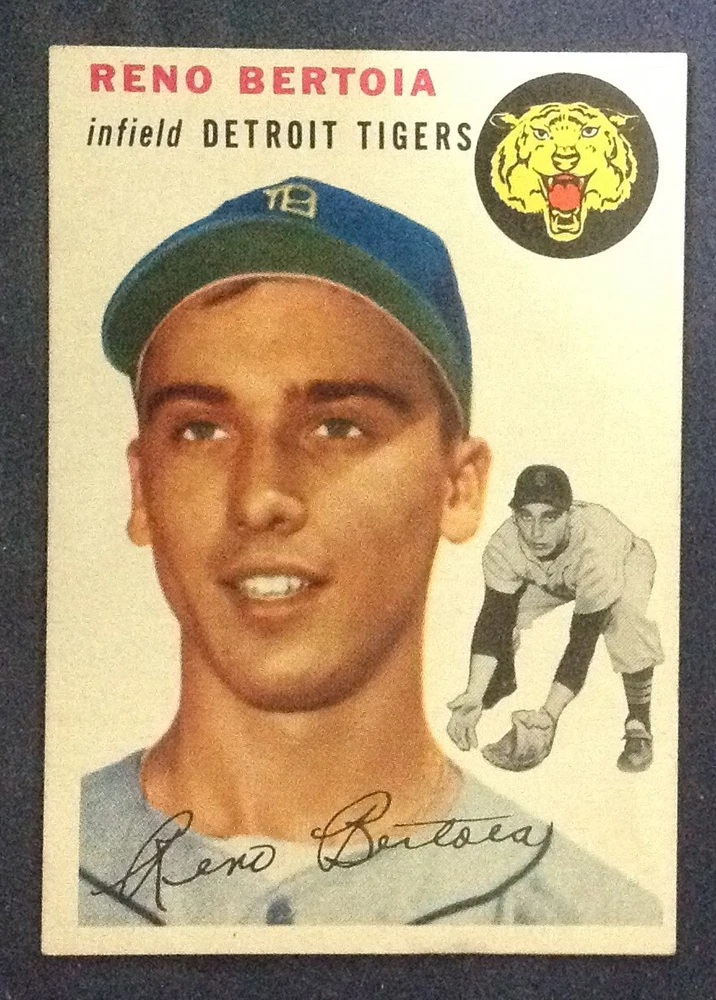 RENO BERTOIA
infield DETROIT TIGERS
Reno Bertoia